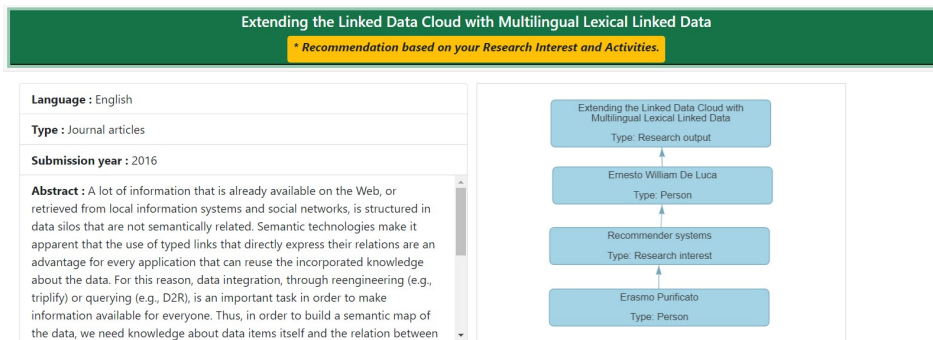 Extending the Linked Data Cloud with Multilingual Lexical Linked Data
* Recommendation based on your Research Interest and Activities.
Language : English
Type : Journal articles
Submission year : 2016
Abstract : A lot of information that is already available on the Web, or
retrieved from local information systems and social networks, is structured in
data silos that are not semantically related. Semantic technologies make it
apparent that the use of typed links that directly express their relations are an
advantage for every application that can reuse the incorporated knowledge
about the data. For this reason, data integration, through reengineering (e.g.,
triplify) or querying (e.g., D2R), is an important task in order to make
information available for everyone. Thus, in order to build a semantic map of
the data, we need knowledge about data items itself and the relation between
Extending the Linked Data Cloud with
Multilingual Lexical Linked Data
Type: Research output
Ernesto William De Luca
Type: Person
Recommender systems
Type: Research interest
Erasmo Purificato
Type: Person